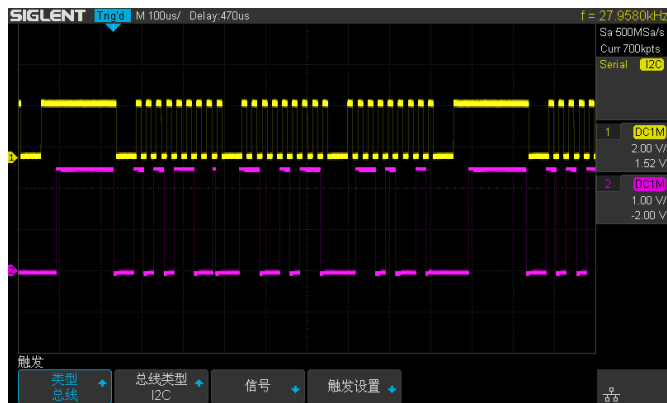 SIGLENT Trig'd M 100us/ Delay:470us f = 27.9580kHz
Sa 500MSa/s
Curr 700kpts
Serial I2C
1 DC1M
2.00 V/
1.52 V
2 DC1M
1.00 V/
-2.00 V
1
2
触发
类型 总线类型 信号 触发设置
总线 I2C